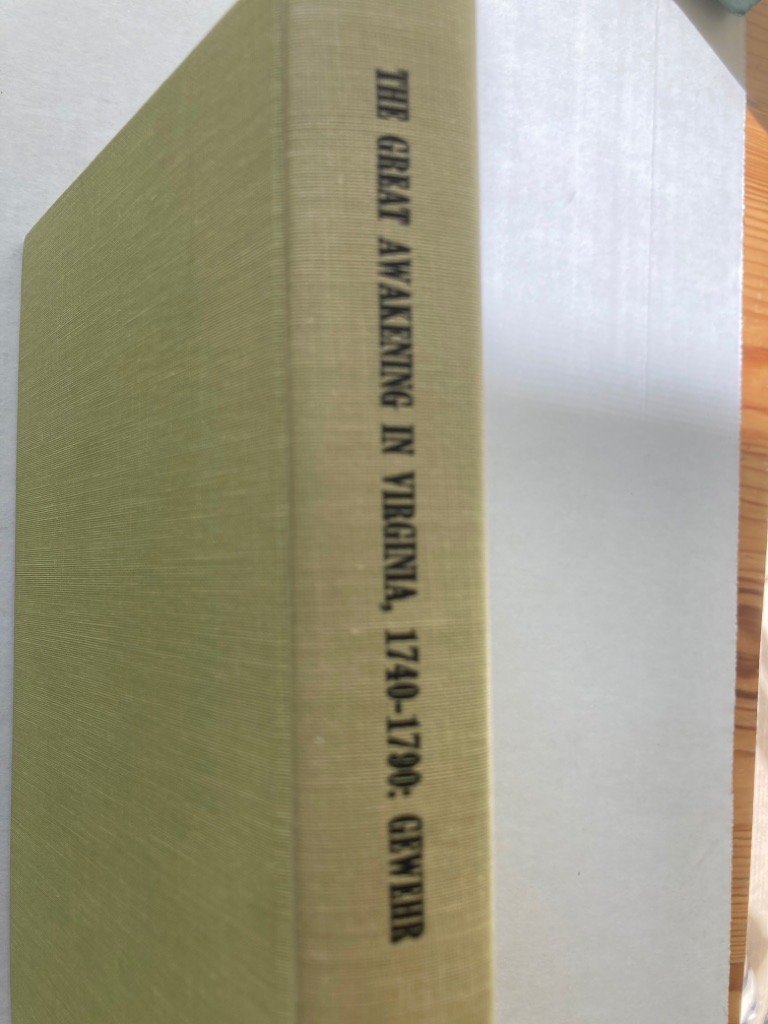 THE GREAT AWAKENING IN VIRGINIA, 1740-1790: GEWEHR